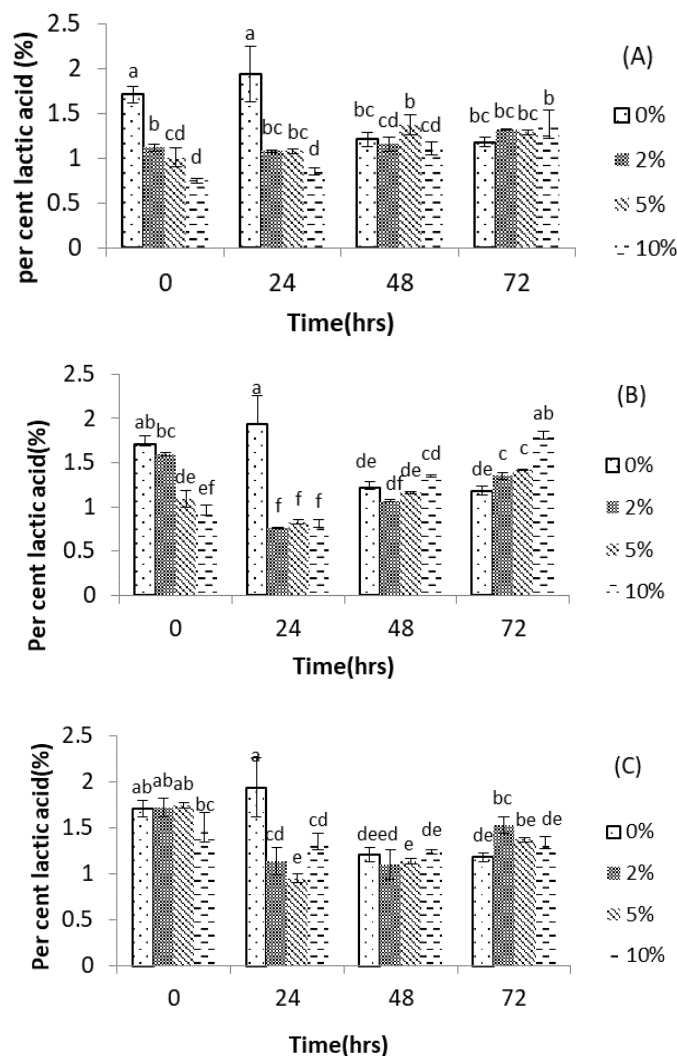 per cent lactic acid (%)
2.5
2
1.5
1
0.5
0
a b cd d
a bc bc d
bc cd b cd
bc bc bc b
0 24 48 72
Time(hrs)
(A)
0%
2%
5%
10%
Per cent lactic acid(%)
2.5
2
1.5
1
0.5
0
ab bc de ef
a f f f
de df de cd
de c c ab
0 24 48 72
Time(hrs)
(B)
0%
2%
5%
10%
Per cent lactic acid(%)
2.5
2
1.5
1
0.5
0
ab ab ab bc
a cd e cd
deed e de
de bc be de
0 24 48 72
Time(hrs)
(C)
0%
2%
5%
10%